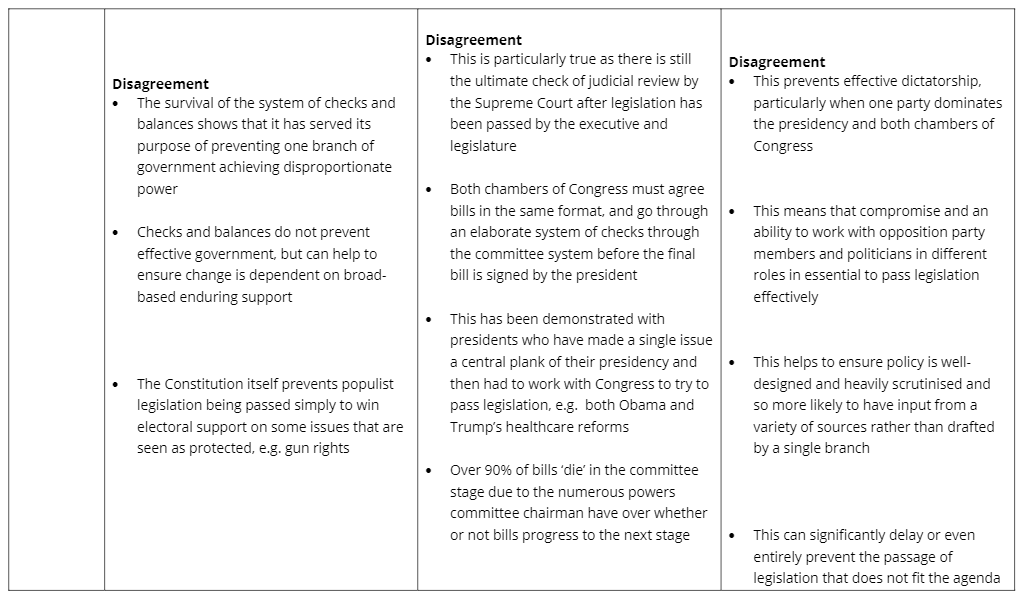 Disagreement
• The survival of the system of checks and
balances shows that it has served its
purpose of preventing one branch of
government achieving disproportionate
power
• Checks and balances do not prevent
effective government, but can help to
ensure change is dependent on broad-
based enduring support
• The Constitution itself prevents populist
legislation being passed simply to win
electoral support on some issues that are
seen as protected, e.g. gun rights
Disagreement
• This is particularly true as there is still
the ultimate check of judicial review by
the Supreme Court after legislation has
been passed by the executive and
legislature
• Both chambers of Congress must agree
bills in the same format, and go through
an elaborate system of checks through
the committee system before the final
bill is signed by the president
• This has been demonstrated with
presidents who have made a single issue
a central plank of their presidency and
then had to work with Congress to try to
pass legislation, e.g. both Obama and
Trump’s healthcare reforms
• Over 90% of bills ‘die’ in the committee
stage due to the numerous powers
committee chairman have over whether
or not bills progress to the next stage
Disagreement
• This prevents effective dictatorship,
particularly when one party dominates
the presidency and both chambers of
Congress
• This means that compromise and an
ability to work with opposition party
members and politicians in different
roles in essential to pass legislation
effectively
• This helps to ensure policy is well-
designed and heavily scrutinised and
so more likely to have input from a
variety of sources rather than drafted
by a single branch
• This can significantly delay or even
entirely prevent the passage of
legislation that does not fit the agenda